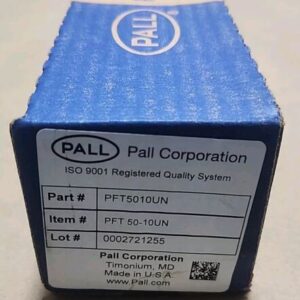 PALL®
PALL Pall Corporation
ISO 9001 Registered Quality System
Part # PFT5010UN
Item # PFT 50-10UN
Lot # 0002721255
Pall Corporation
Timonium, MD
Made in U.S.A.
www.Pall.com